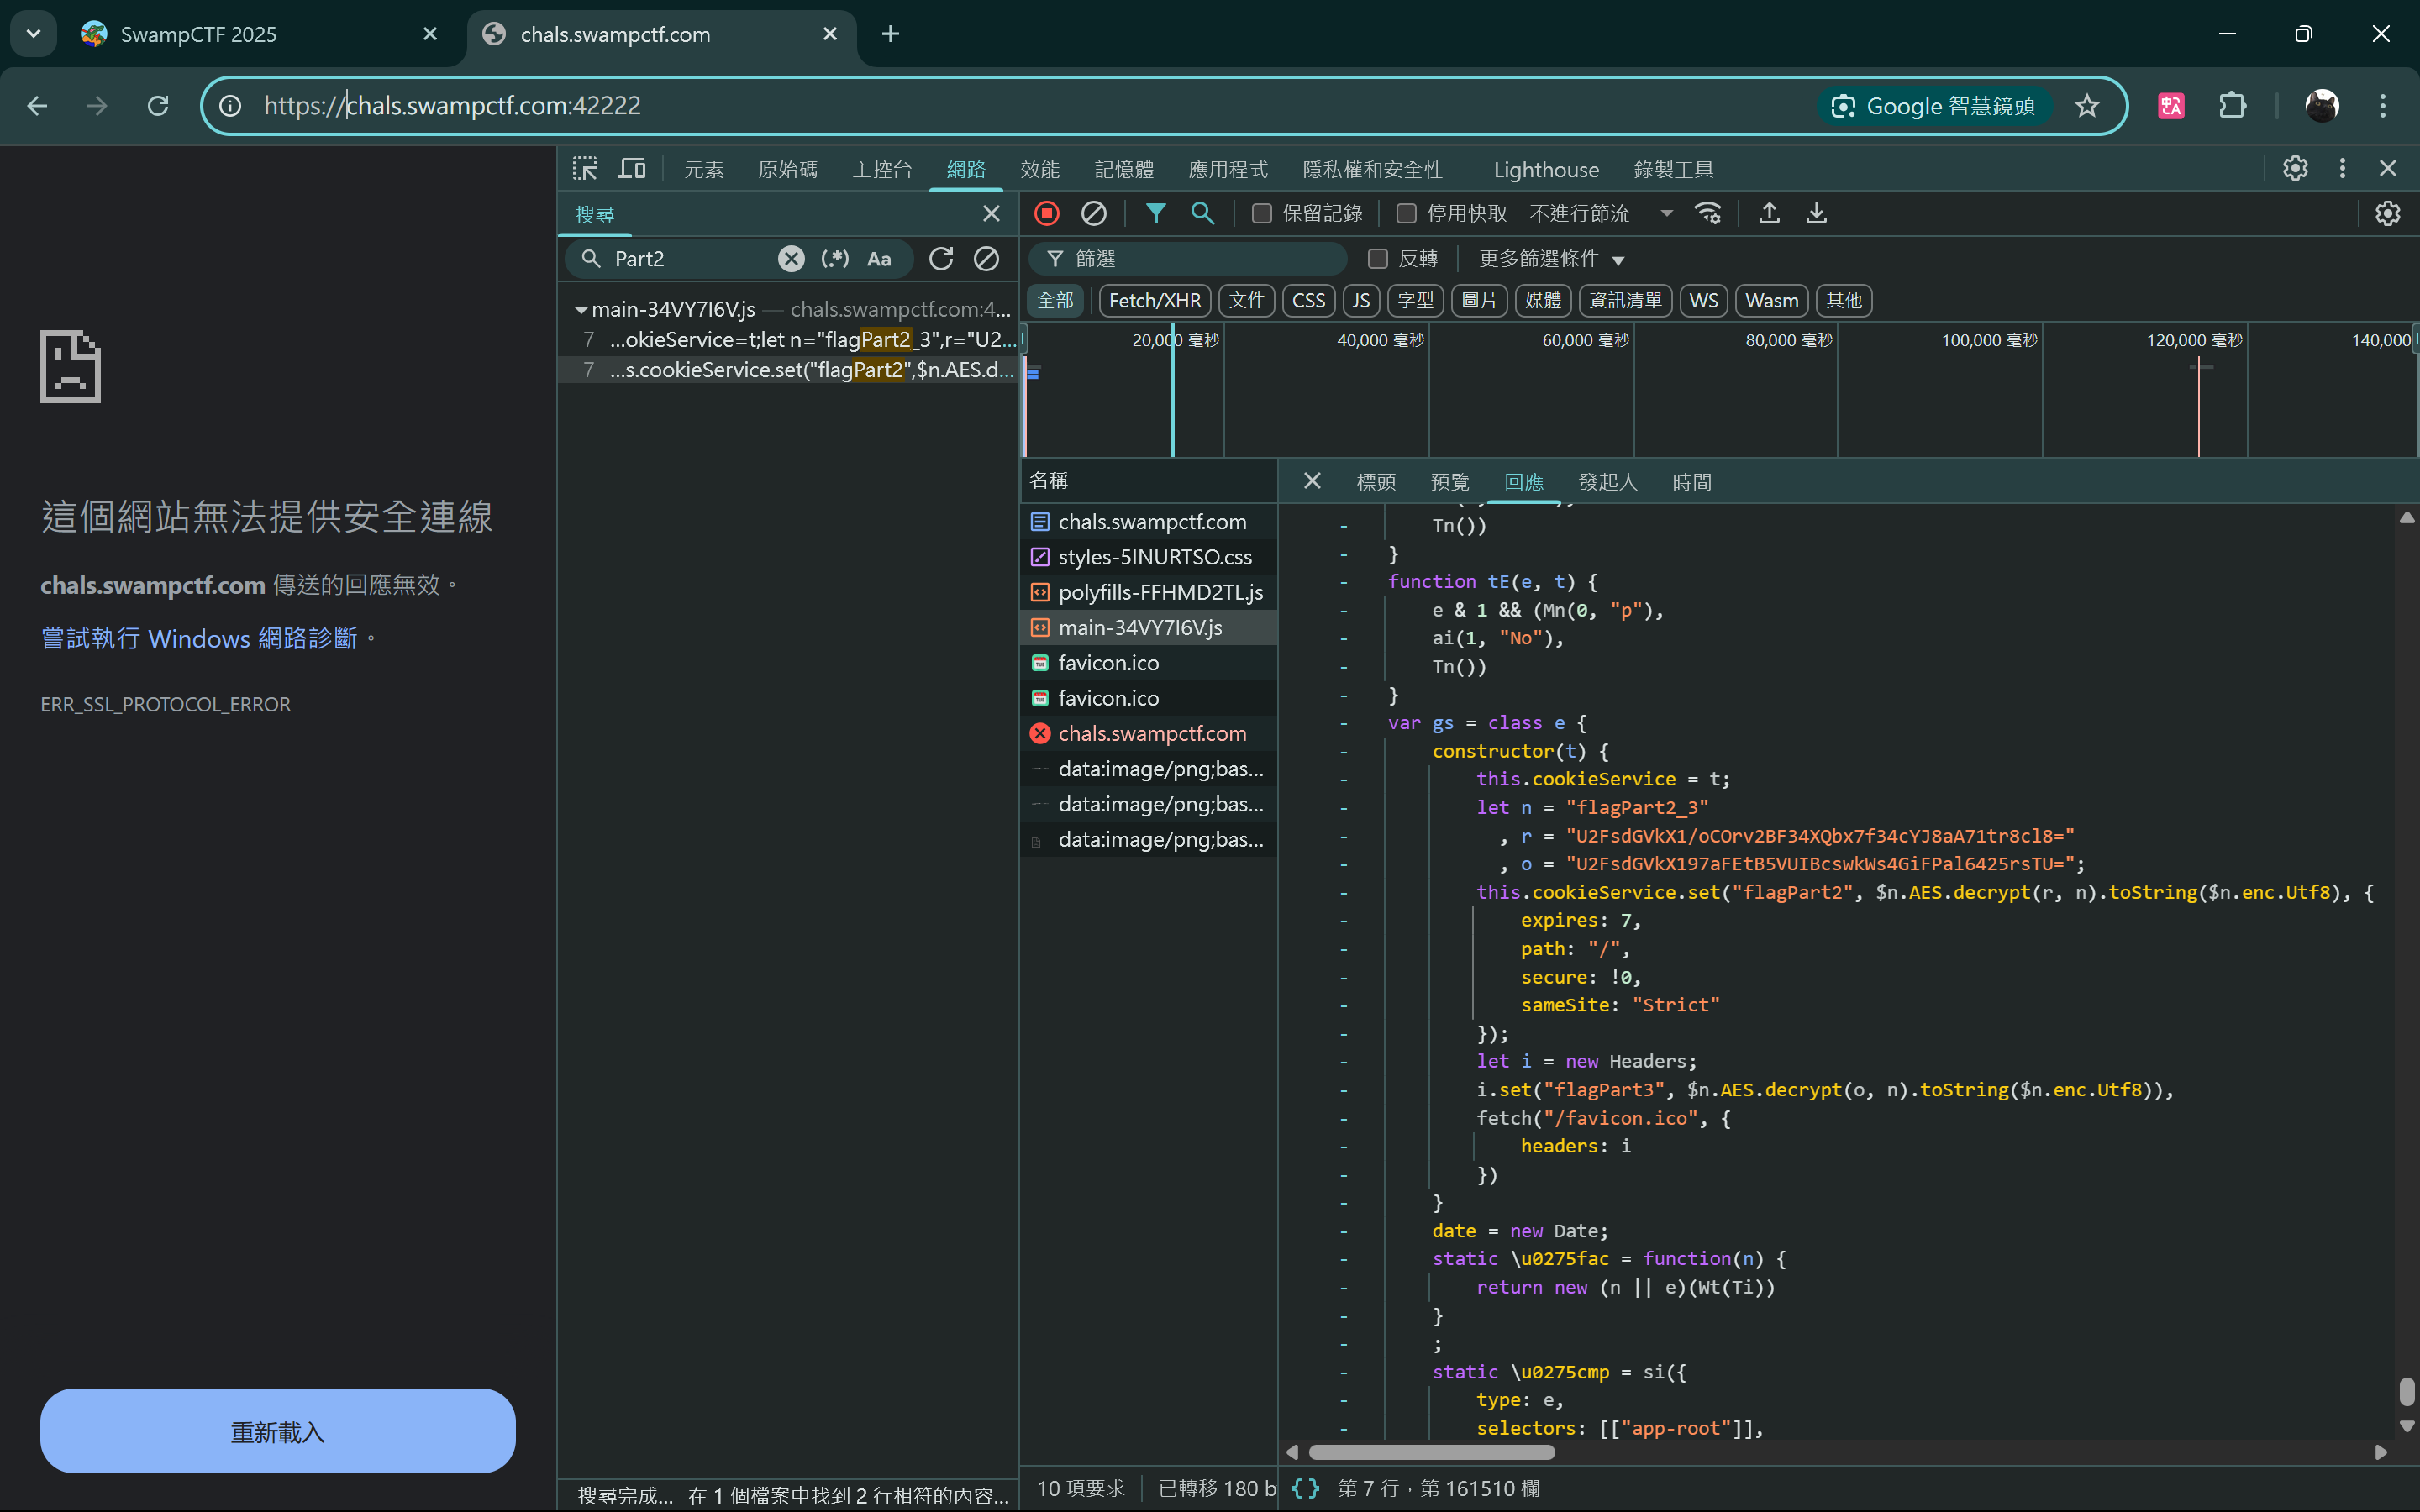 SwampCTF 2025
chals.swampctf.com
https://chals.swampctf.com:42222
Google 智慧鏡頭
元素 原始碼 主控台 網路 效能 記憶體 應用程式 隱私權和安全性 Lighthouse 錄製工具
搜尋
保留記錄 停用快取 不進行節流
Part2
(.*) Aa
篩選
反轉 更多篩選條件
全部 Fetch/XHR 文件 CSS JS 字型 圖片 媒體 資訊清單 WS Wasm 其他
main-34VY7I6V.js — chals.swampctf.com:4...
7 ...okieService=t;let n="flagPart2_3",r="U2...
7 ...s.cookieService.set("flagPart2",$n.AES.d...
20,000 毫秒 40,000 毫秒 60,000 毫秒 80,000 毫秒 100,000 毫秒 120,000 毫秒 140,000
這個網站無法提供安全連線
chals.swampctf.com 傳送的回應無效。
嘗試執行 Windows 網路診斷。
ERR_SSL_PROTOCOL_ERROR
重新載入
名稱
chals.swampctf.com
styles-5INURTSO.css
polyfills-FFHMD2TL.js
main-34VY7I6V.js
favicon.ico
favicon.ico
chals.swampctf.com
data:image/png;bas...
data:image/png;bas...
data:image/png;bas...
標頭 預覽 回應 發起人 時間
- Tn())
- }
- function tE(e, t) {
- e & 1 && (Mn(0, "p"),
- ai(1, "No"),
- Tn())
- }
- var gs = class e {
- constructor(t) {
- this.cookieService = t;
- let n = "flagPart2_3"
- , r = "U2FsdGVkX1/oCOrv2BF34XQbx7f34cYJ8aA71tr8cl8="
- , o = "U2FsdGVkX197aFEtB5VUIBcswkWs4GiFPal6425rsTU=";
- this.cookieService.set("flagPart2", $n.AES.decrypt(r, n).toString($n.enc.Utf8), {
- expires: 7,
- path: "/",
- secure: !0,
- sameSite: "Strict"
- });
- let i = new Headers;
- i.set("flagPart3", $n.AES.decrypt(o, n).toString($n.enc.Utf8)),
- fetch("/favicon.ico", {
- headers: i
- })
- }
- date = new Date;
- static \u0275fac = function(n) {
- return new (n || e)(Wt(Ti))
- }
- ;
- static \u0275cmp = si({
- type: e,
- selectors: [["app-root"]],
搜尋完成... 在 1 個檔案中找到 2 行相符的內容...
10 項要求 已轉移 180 b
{ } 第 7 行，第 161510 欄